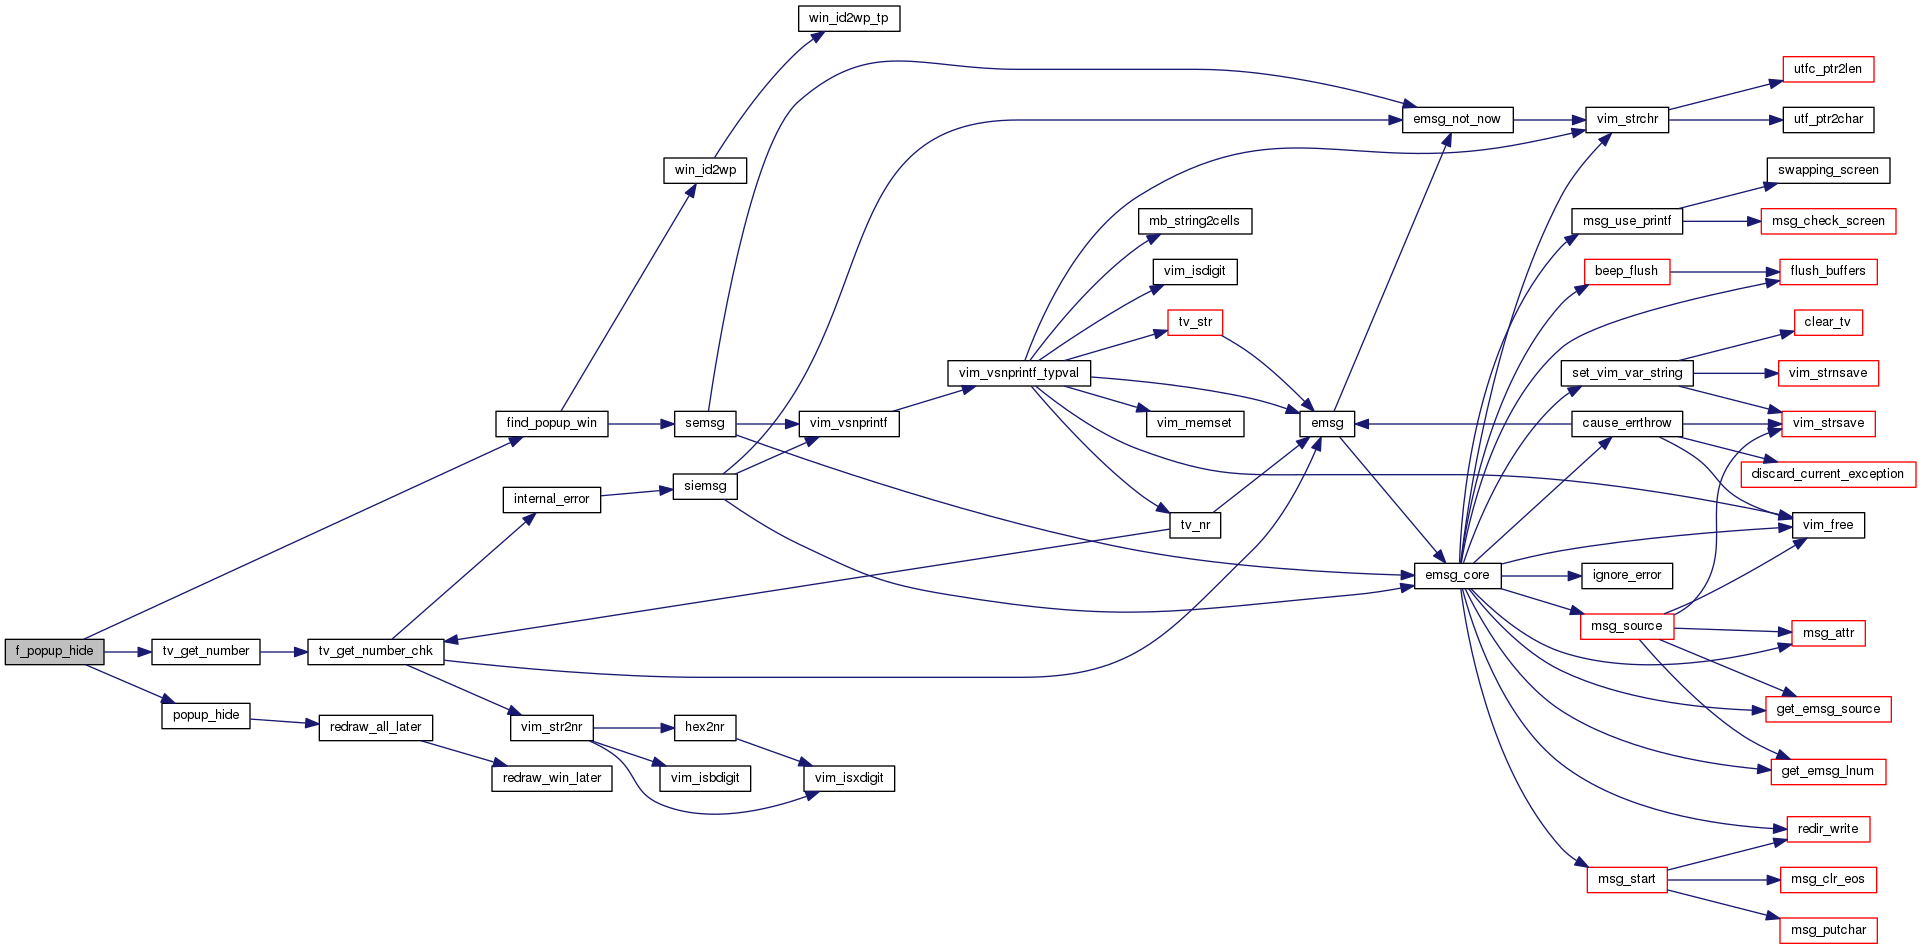 win_id2wp_tp
utfc_ptr2len
emsg_not_now
vim_strchr
utf_ptr2char
win_id2wp
swapping_screen
mb_string2cells
msg_use_printf
msg_check_screen
vim_isdigit
beep_flush
flush_buffers
tv_str
clear_tv
vim_vsnprintf_typval
set_vim_var_string
vim_strnsave
find_popup_win
semsg
vim_vsnprintf
vim_memset
emsg
cause_errthrow
vim_strsave
discard_current_exception
siemsg
internal_error
tv_nr
vim_free
emsg_core
ignore_error
msg_source
msg_attr
f_popup_hide
tv_get_number
tv_get_number_chk
get_emsg_source
popup_hide
redraw_all_later
vim_str2nr
hex2nr
get_emsg_lnum
redraw_win_later
vim_isbdigit
vim_isxdigit
redir_write
msg_start
msg_clr_eos
msg_putchar